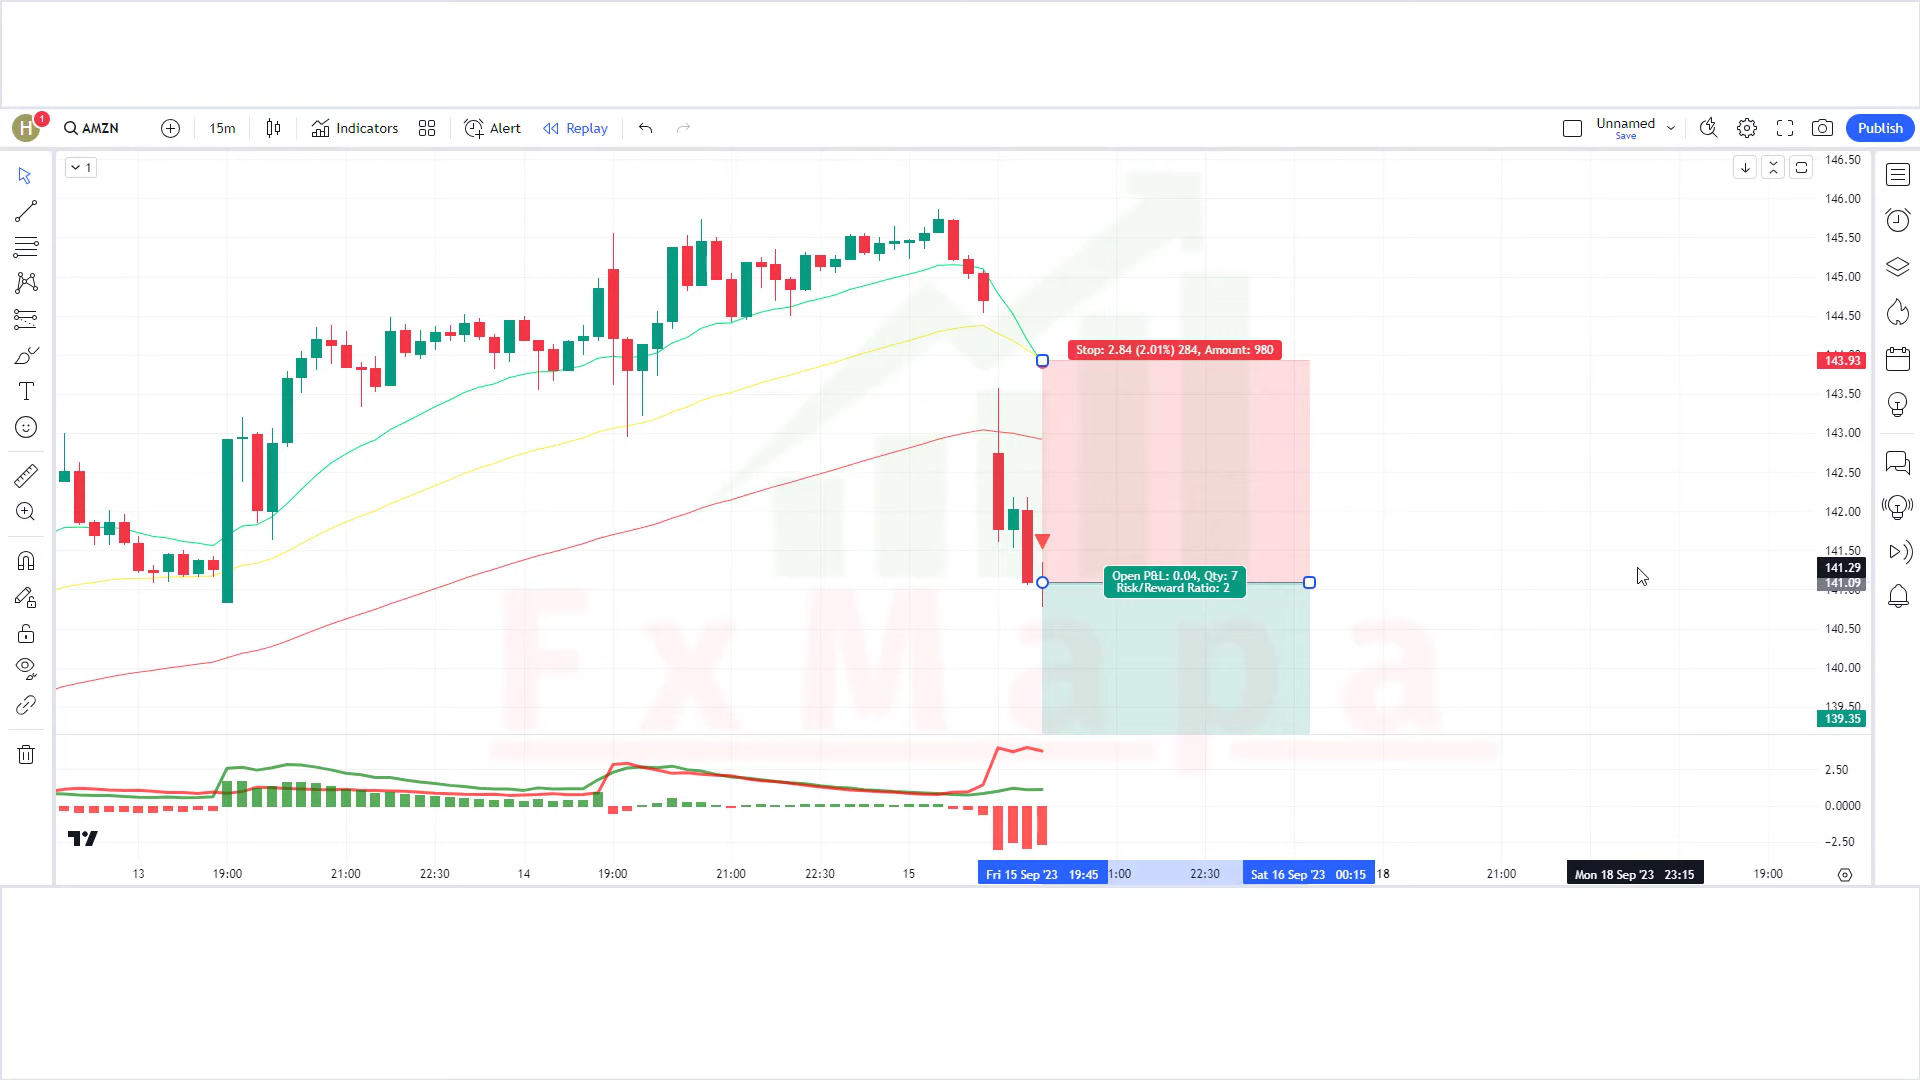 H
1
AMZN
15m
Indicators
Alert
Replay
Unnamed
Save
Publish
1
146.50
146.00
145.50
145.00
144.50
143.93
143.50
143.00
142.50
142.00
141.50
141.29
141.09
140.50
140.00
139.50
139.35
2.50
0.0000
−2.50
Stop: 2.84 (2.01%) 284, Amount: 980
Open P&L: 0.04, Qty: 7
Risk/Reward Ratio: 2
FxMapa
T
13
19:00
21:00
22:30
14
19:00
21:00
22:30
15
Fri 15 Sep '23 19:45
1:00
22:30
Sat 16 Sep '23 00:15
18
21:00
Mon 18 Sep '23 23:15
19:00